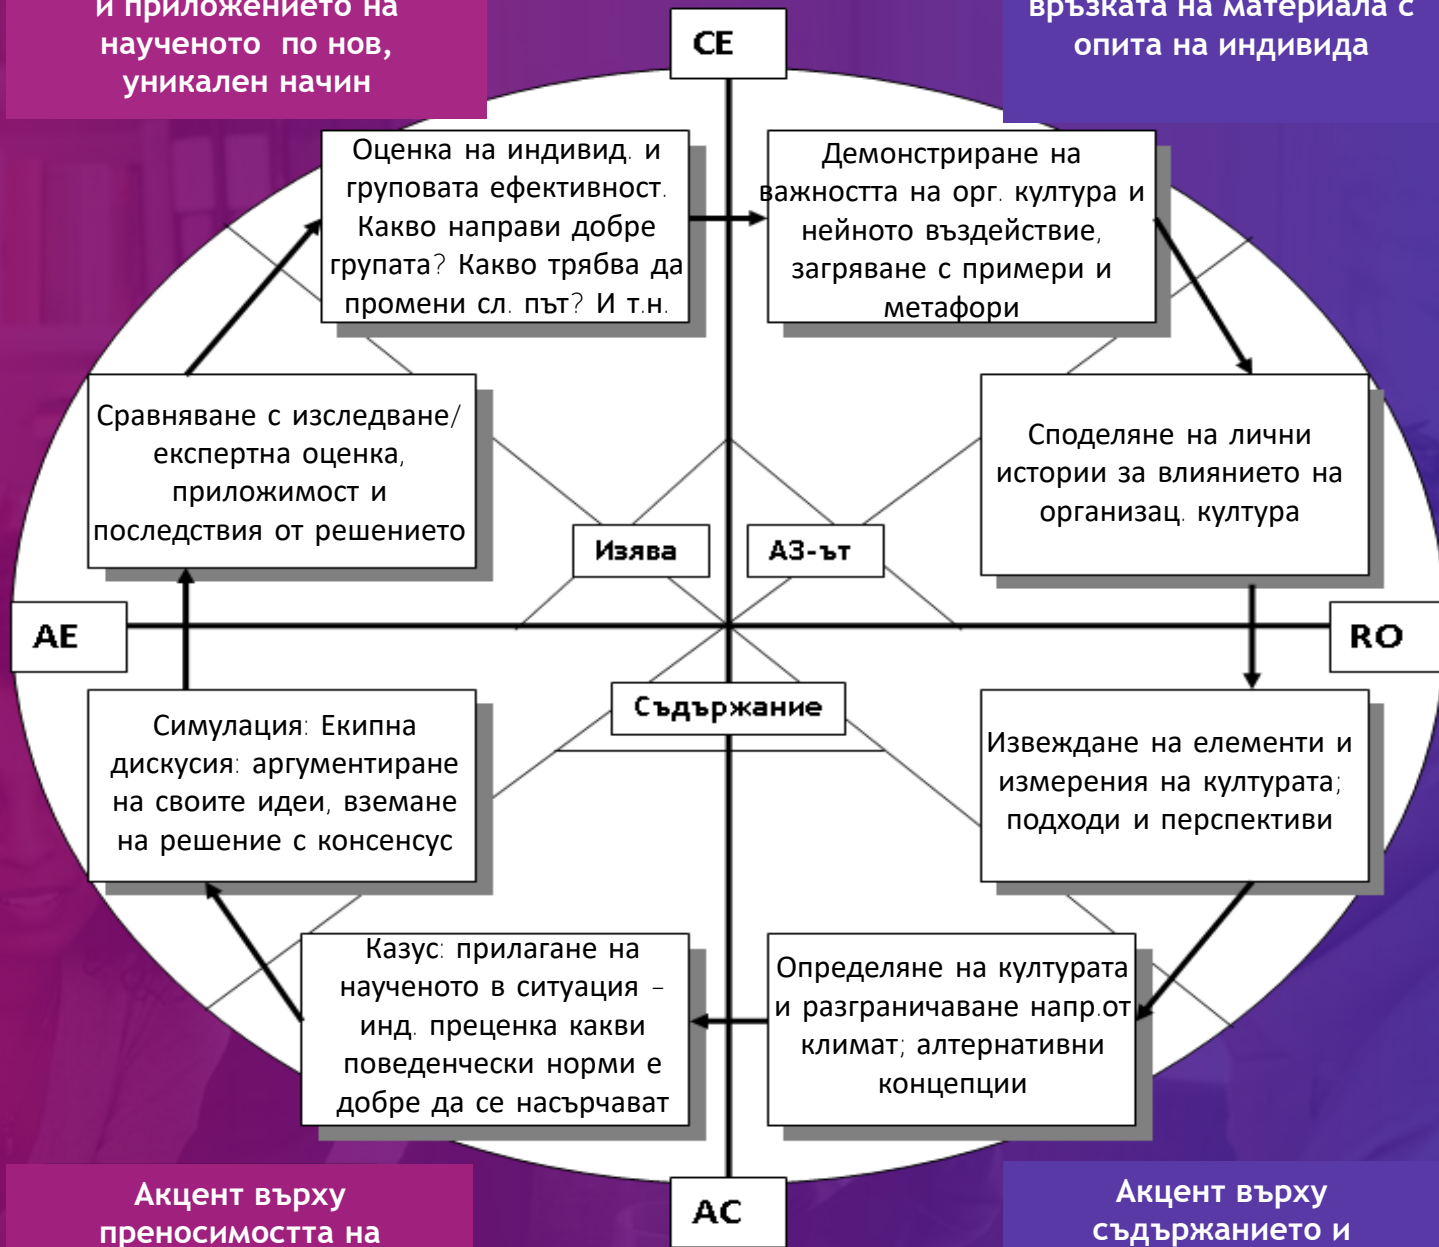 и приложението на
наученото по нов,
уникален начин
връзката на материала с
опита на индивида
CE
Оценка на индивид. и
груповата ефективност.
Какво направи добре
групата? Какво трябва да
промени сл. път? И т.н.
Демонстриране на
важността на орг. култура и
нейното въздействие,
загряване с примери и
метафори
Сравняване с изследване/
експертна оценка,
приложимост и
последствия от решението
Споделяне на лични
истории за влиянието на
организац. култура
Изява
АЗ-ът
AE
RO
Съдържание
Симулация: Екипна
дискусия: аргументиране
на своите идеи, вземане
на решение с консенсус
Извеждане на елементи и
измерения на културата;
подходи и перспективи
Казус: прилагане на
наученото в ситуация –
инд. преценка какви
поведенчески норми е
добре да се насърчават
Определяне на културата
и разграничаване напр.от
климат; алтернативни
концепции
AC
Акцент върху
преносимостта на
Акцент върху
съдържанието и